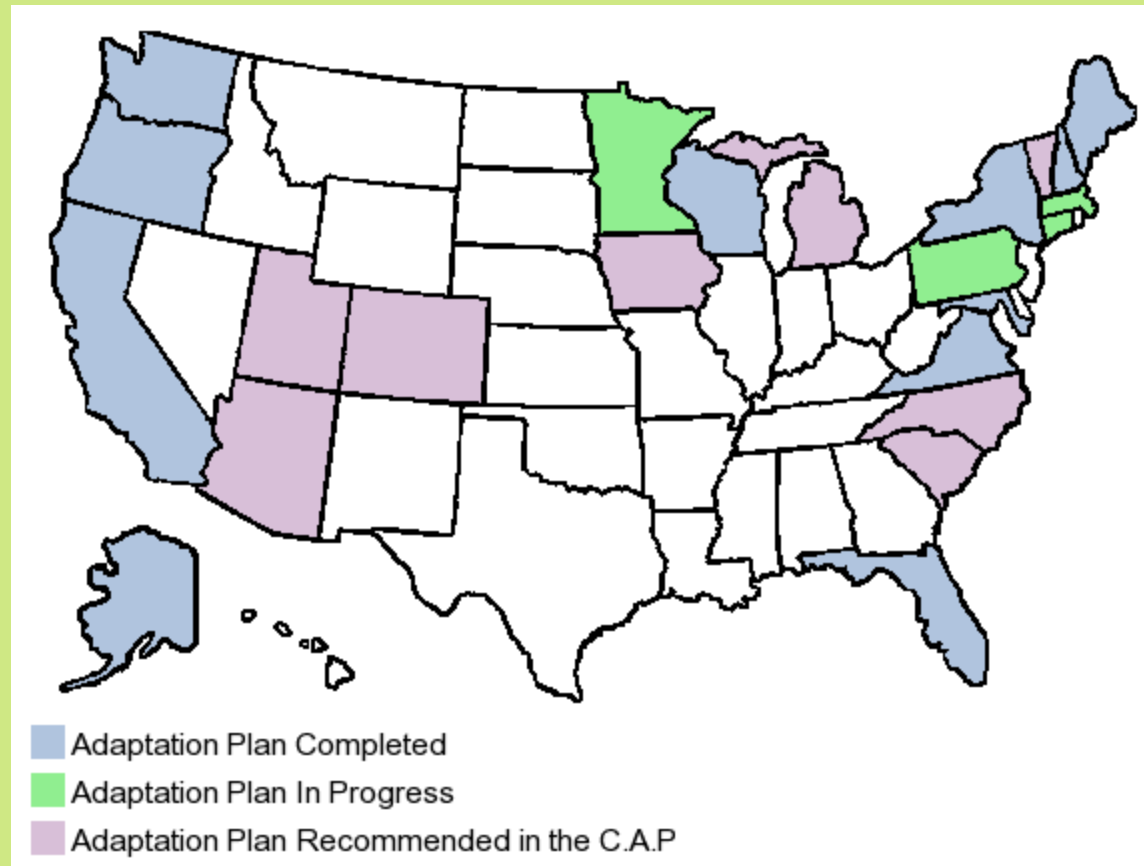 Adaptation Plan Completed
Adaptation Plan In Progress
Adaptation Plan Recommended in the C.A.P